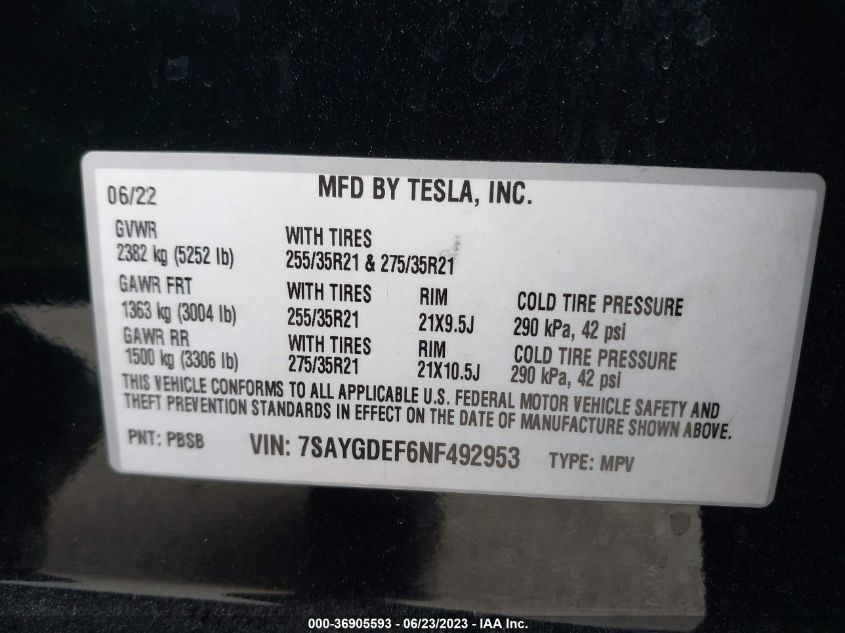 06/22 MFD BY TESLA, INC.
GVWR WITH TIRES
2382 kg (5252 lb) 255/35R21 & 275/35R21
GAWR FRT WITH TIRES RIM COLD TIRE PRESSURE
1363 kg (3004 lb) 255/35R21 21X9.5J 290 kPa, 42 psi
GAWR RR WITH TIRES RIM COLD TIRE PRESSURE
1500 kg (3306 lb) 275/35R21 21X10.5J 290 kPa, 42 psi
THIS VEHICLE CONFORMS TO ALL APPLICABLE U.S. FEDERAL MOTOR VEHICLE SAFETY AND
THEFT PREVENTION STANDARDS IN EFFECT ON THE DATE OF MANUFACTURE SHOWN ABOVE.
PNT: PBSB VIN: 7SAYGDEF6NF492953 TYPE: MPV
© IAA 36905593 - 06/23/2023 - IAA Inc.